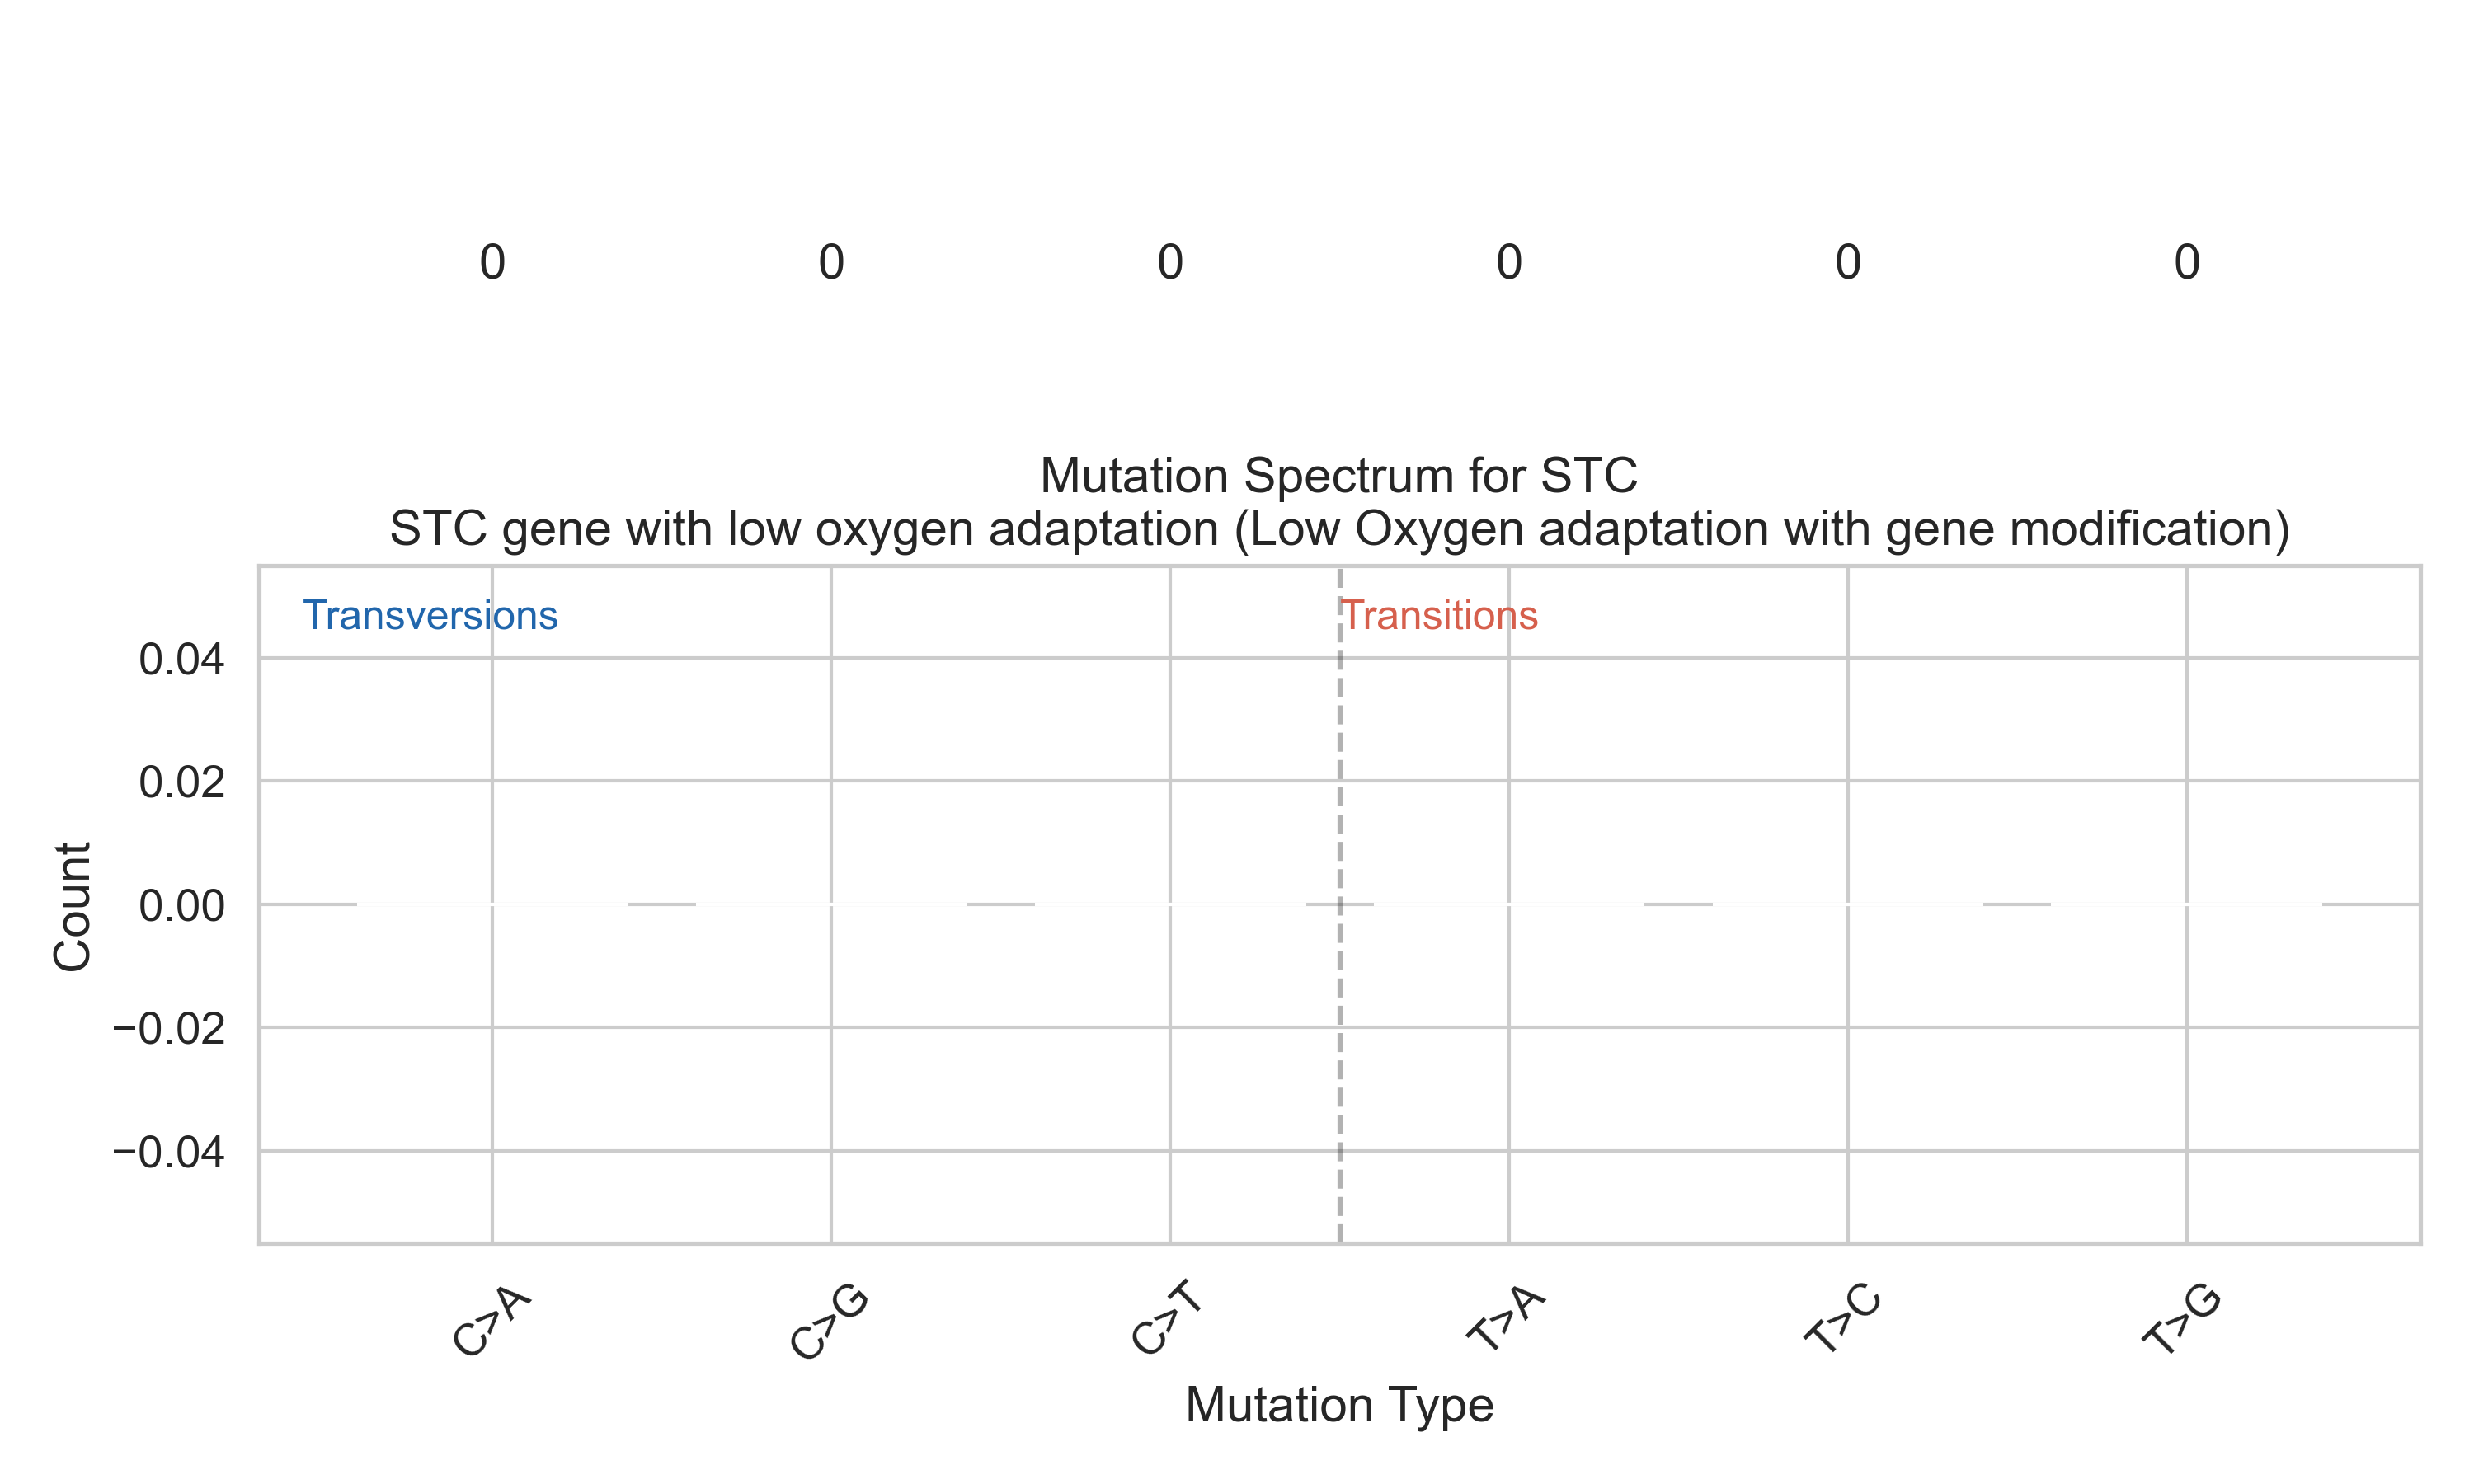 0 0 0 0 0 0
Mutation Spectrum for STC
STC gene with low oxygen adaptation (Low Oxygen adaptation with gene modification)
Transversions Transitions
0.04
0.02
0.00
−0.02
−0.04
Count
C>A C>G C>T T>A T>C T>G
Mutation Type